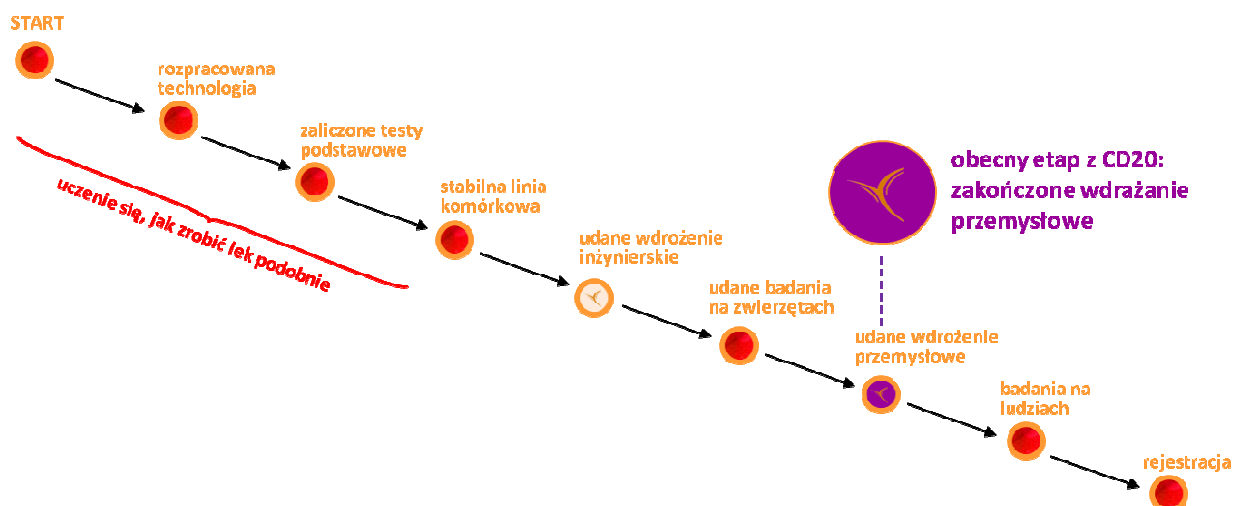 START
rozpracowana
technologia
zaliczone testy
podstawowe
stabilna linia
komórkowa
udane wdrożenie
inżynierskie
udane badania
na zwierzętach
udane wdrożenie
przemysłowe
badania na
ludziach
rejestracja
uczenie się, jak zrobić lek podobnie
obecny etap z CD20:
zakończone wdrażanie
przemysłowe